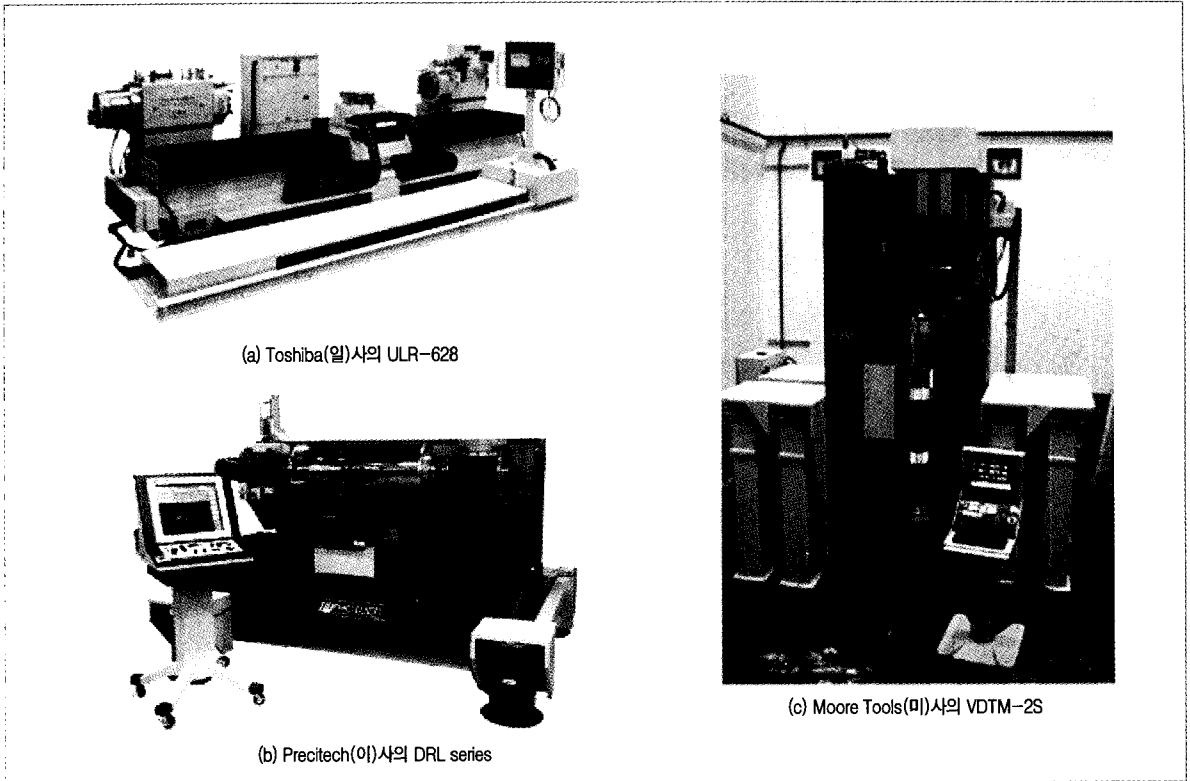 (a) Toshiba(일)사의 ULR-628
(b) Precitech(이)사의 DRL series
(c) Moore Tools(미)사의 VDTM-2S